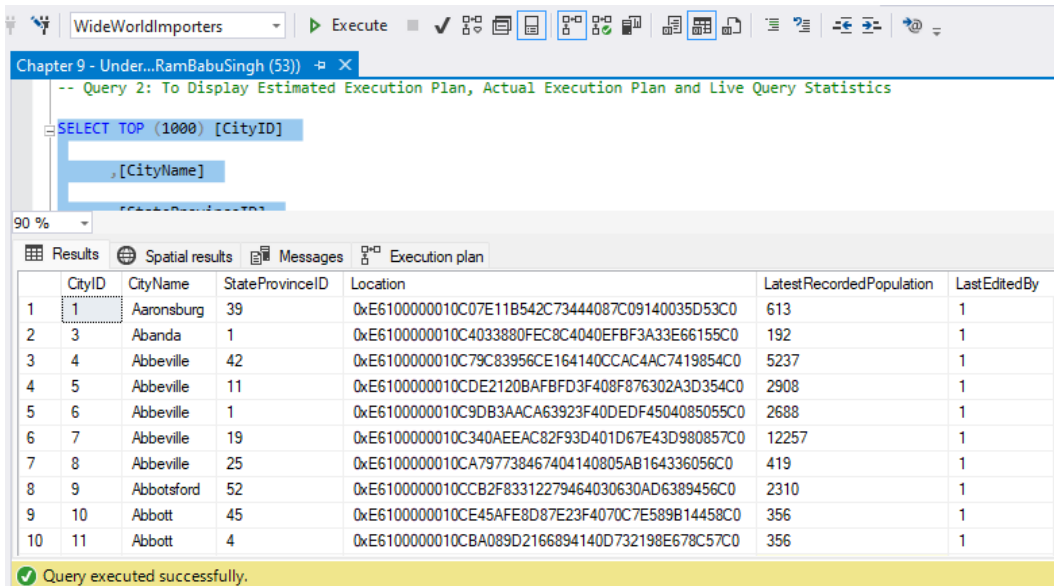 WideWorldImporters Execute
Chapter 9 - Under...RamBabuSingh (53))
-- Query 2: To Display Estimated Execution Plan, Actual Execution Plan and Live Query Statistics
SELECT TOP (1000) [CityID]
,[CityName]
90 %
Results Spatial results Messages Execution plan
CityID CityName StateProvinceID Location LatestRecordedPopulation LastEditedBy
1 1 Aaronsburg 39 0xE6100000010C07E11B542C73444087C09140035D53C0 613 1
2 3 Abanda 1 0xE6100000010C4033880FEC8C4040EFBF3A33E66155C0 192 1
3 4 Abbeville 42 0xE6100000010C79C83956CE164140CCAC4AC7419854C0 5237 1
4 5 Abbeville 11 0xE6100000010CDE2120BAFBFD3F408F876302A3D354C0 2908 1
5 6 Abbeville 1 0xE6100000010C9DB3AACA63923F40DEDF4504085055C0 2688 1
6 7 Abbeville 19 0xE6100000010C340AEEAC82F93D401D67E43D980857C0 12257 1
7 8 Abbeville 25 0xE6100000010CA797738467404140805AB164336056C0 419 1
8 9 Abbotsford 52 0xE6100000010CCB2F83312279464030630AD6389456C0 2310 1
9 10 Abbott 45 0xE6100000010CE45AFE8D87E23F4070C7E589B14458C0 356 1
10 11 Abbott 4 0xE6100000010CBA089D2166894140D732198E678C57C0 356 1
Query executed successfully.